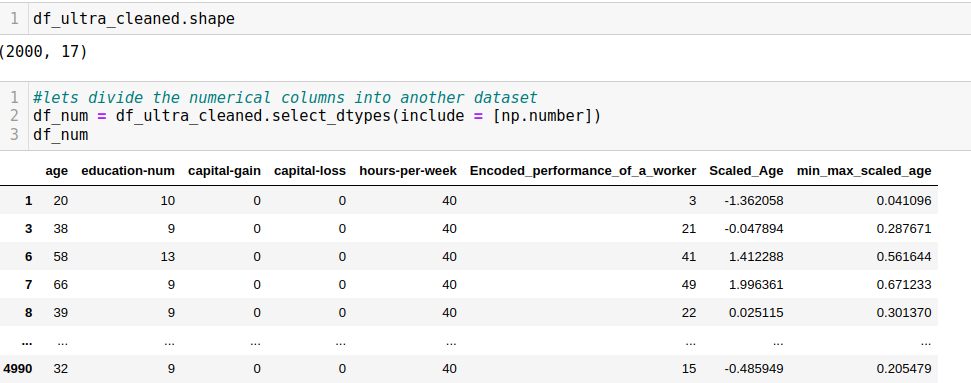 1 df_ultra_cleaned.shape
(2000, 17)
1 #lets divide the numerical columns into another dataset
2 df_num = df_ultra_cleaned.select_dtypes(include = [np.number])
3 df_num
age education-num capital-gain capital-loss hours-per-week Encoded_performance_of_a_worker Scaled_Age min_max_scaled_age
1 20 10 0 0 40 3 -1.362058 0.041096
3 38 9 0 0 40 21 -0.047894 0.287671
6 58 13 0 0 40 41 1.412288 0.561644
7 66 9 0 0 40 49 1.996361 0.671233
8 39 9 0 0 40 22 0.025115 0.301370
... ... ... ... ... ... ... ... ...
4990 32 9 0 0 40 15 -0.485949 0.205479